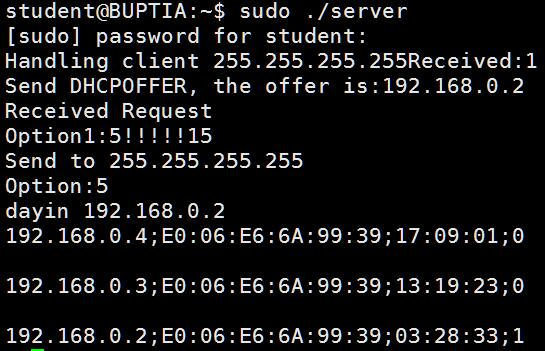 student@BUPTIA:~$ sudo ./server
[sudo] password for student:
Handling client 255.255.255.255Received:1
Send DHCPOFFER, the offer is:192.168.0.2
Received Request
Option1:5!!!!!15
Send to 255.255.255.255
Option:5
dayin 192.168.0.2
192.168.0.4;E0:06:E6:6A:99:39;17:09:01;0
192.168.0.3;E0:06:E6:6A:99:39;13:19:23;0
192.168.0.2;E0:06:E6:6A:99:39;03:28:33;1